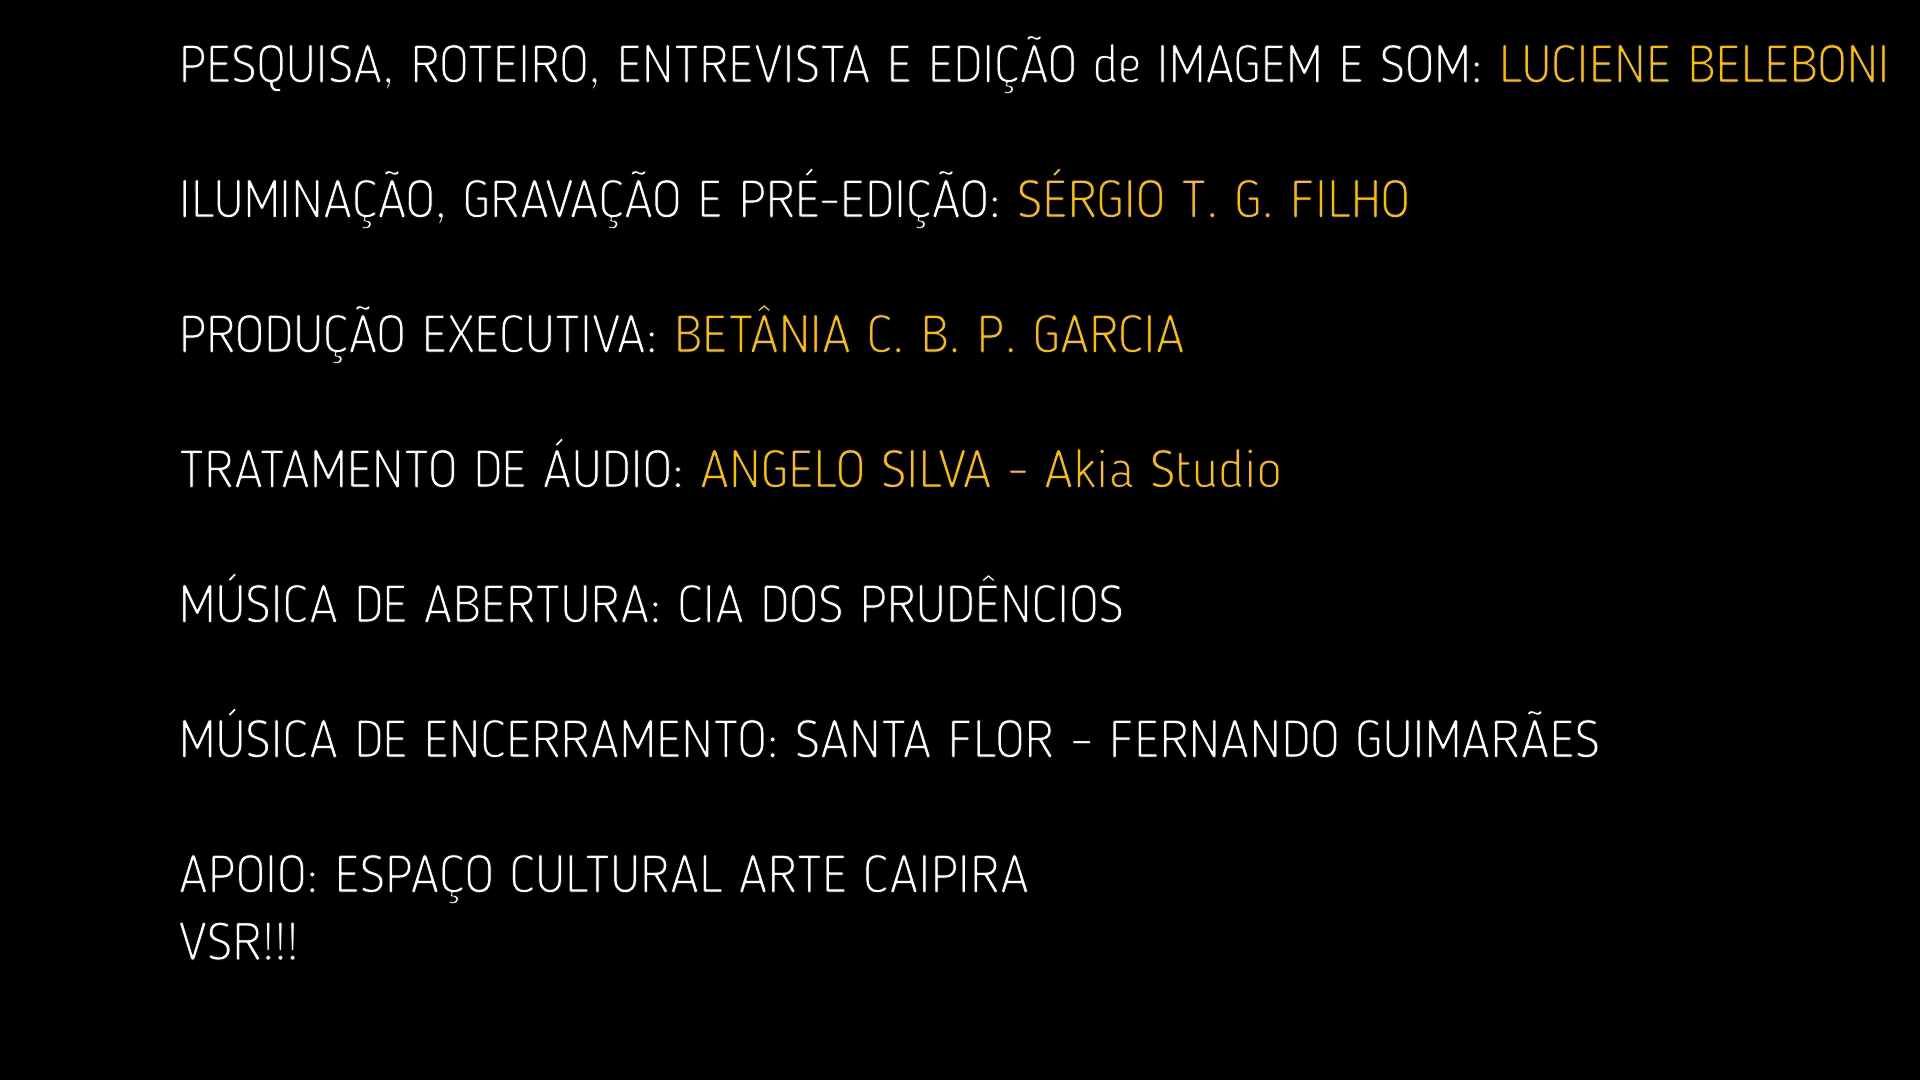 PESQUISA, ROTEIRO, ENTREVISTA E EDIÇÃO de IMAGEM E SOM: LUCIENE BELEBONI
ILUMINAÇÃO, GRAVAÇÃO E PRÉ-EDIÇÃO: SÉRGIO T. G. FILHO
PRODUÇÃO EXECUTIVA: BETÂNIA C. B. P. GARCIA
TRATAMENTO DE ÁUDIO: ANGELO SILVA - Akia Studio
MÚSICA DE ABERTURA: CIA DOS PRUDÊNCIOS
MÚSICA DE ENCERRAMENTO: SANTA FLOR – FERNANDO GUIMARÃES
APOIO: ESPAÇO CULTURAL ARTE CAIPIRA
VSR!!!